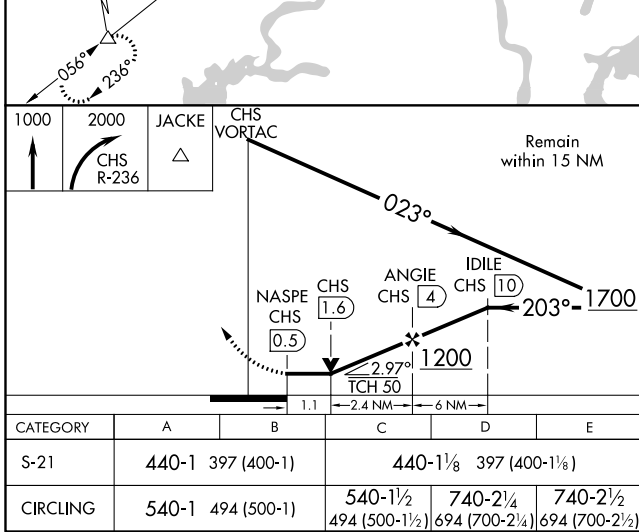 056°
236°
1000 2000 JACKE CHS VORTAC
CHS R-236
Remain within 15 NM
023°
NASPE CHS 0.5
CHS 1.6
ANGIE CHS 4
IDILE CHS 10
203° 1700
1200
2.97°
TCH 50
1.1 2.4 NM 6 NM
CATEGORY A B C D E
S-21 440-1 397 (400-1) 440-1⅛ 397 (400-1⅛)
CIRCLING 540-1 494 (500-1) 540-1½ 494 (500-1½) 740-2¼ 694 (700-2¼) 740-2½ 694 (700-2½)